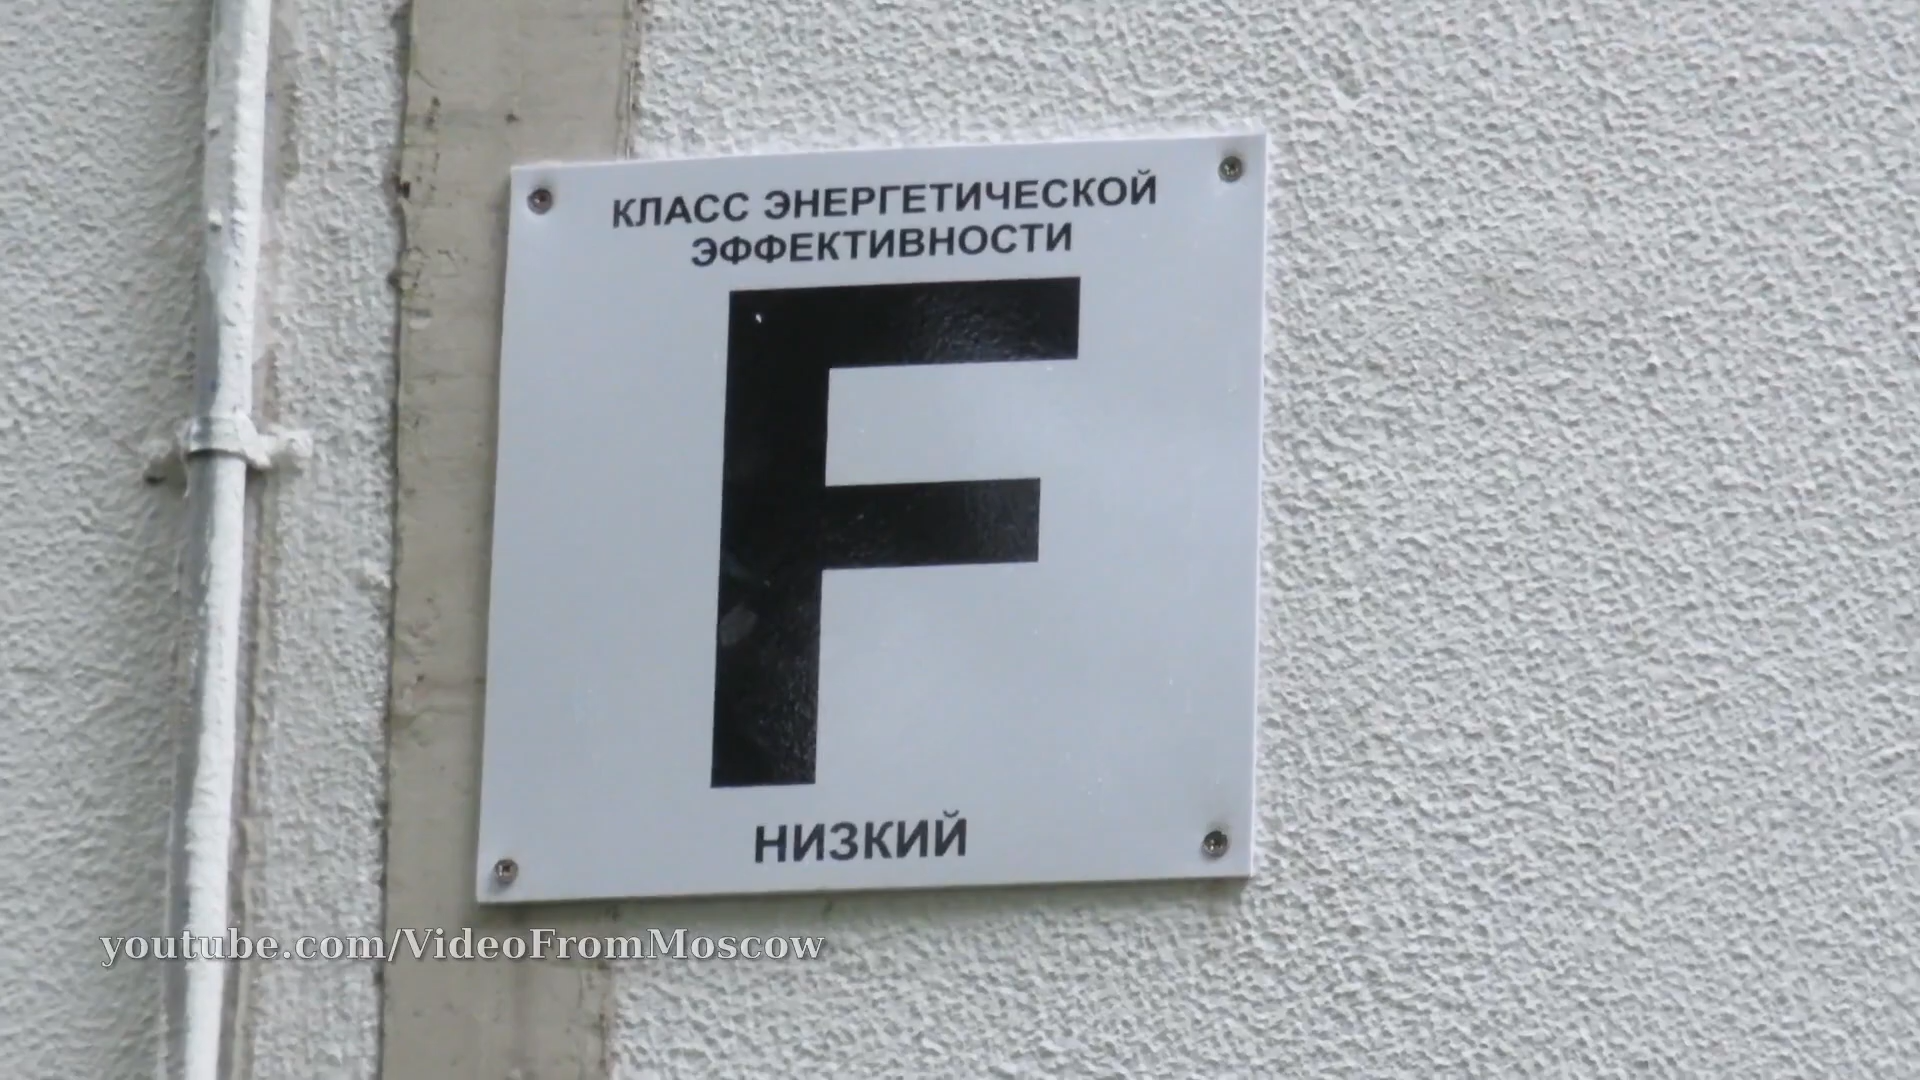 КЛАСС ЭНЕРГЕТИЧЕСКОЙ
ЭФФЕКТИВНОСТИ
F
НИЗКИЙ
youtube.com/VideoFromMoscow